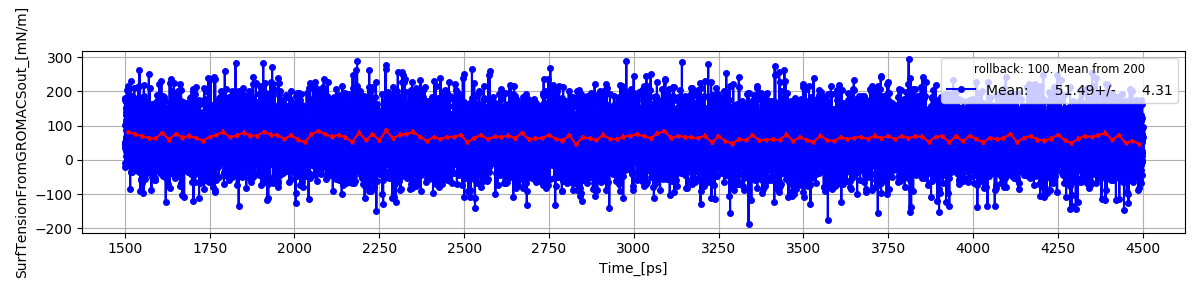 SurfTensionFromGROMACSout_[mN/m]
300
200
100
0
−100
−200
rollback: 100. Mean from 200
Mean: 51.49+/- 4.31
1500 1750 2000 2250 2500 2750 3000 3250 3500 3750 4000 4250 4500
Time_[ps]